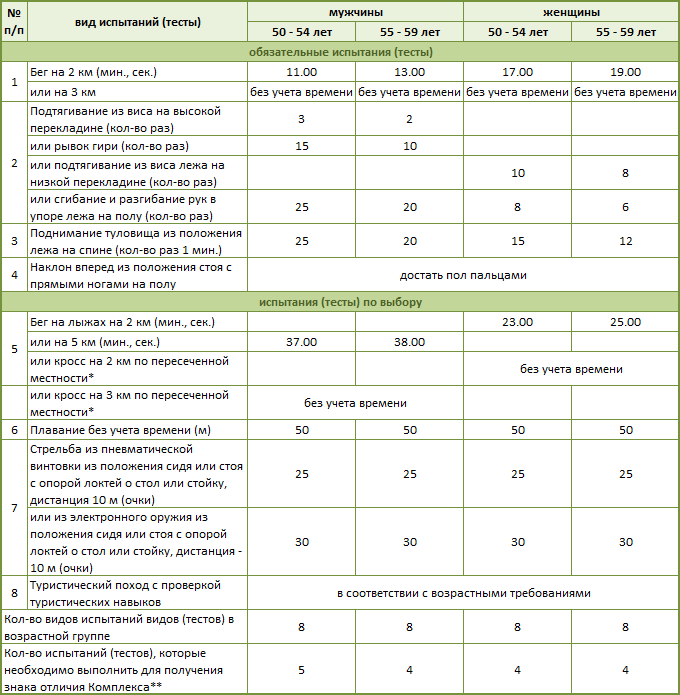 № п/п вид испытаний (тесты) мужчины женщины
50 - 54 лет 55 - 59 лет 50 - 54 лет 55 - 59 лет
обязательные испытания (тесты)
1 Бег на 2 км (мин., сек.) 11.00 13.00 17.00 19.00
или на 3 км без учета времени без учета времени без учета времени без учета времени
2 Подтягивание из виса на высокой
перекладине (кол-во раз) 3 2
или рывок гири (кол-во раз) 15 10
или подтягивание из виса лежа на
низкой перекладине (кол-во раз) 10 8
или сгибание и разгибание рук в
упоре лежа на полу (кол-во раз) 25 20 8 6
3 Поднимание туловища из положения
лежа на спине (кол-во раз 1 мин.) 25 20 15 12
4 Наклон вперед из положения стоя с
прямыми ногами на полу достать пол пальцами
испытания (тесты) по выбору
5 Бег на лыжах на 2 км (мин., сек.) 23.00 25.00
или на 5 км (мин., сек.) 37.00 38.00
или кросс на 2 км по пересеченной
местности* без учета времени
или кросс на 3 км по пересеченной
местности* без учета времени
6 Плавание без учета времени (м) 50 50 50 50
7 Стрельба из пневматической
винтовки из положения сидя или стоя
с опорой локтей о стол или стойку,
дистанция 10 м (очки) 25 25 25 25
или из электронного оружия из
положения сидя или стоя с опорой
локтей о стол или стойку, дистанция -
10 м (очки) 30 30 30 30
8 Туристический поход с проверкой
туристических навыков в соответствии с возрастными требованиями
Кол-во видов испытаний видов (тестов) в
возрастной группе 8 8 8 8
Кол-во испытаний (тестов), которые
необходимо выполнить для получения
знака отличия Комплекса** 5 4 4 4